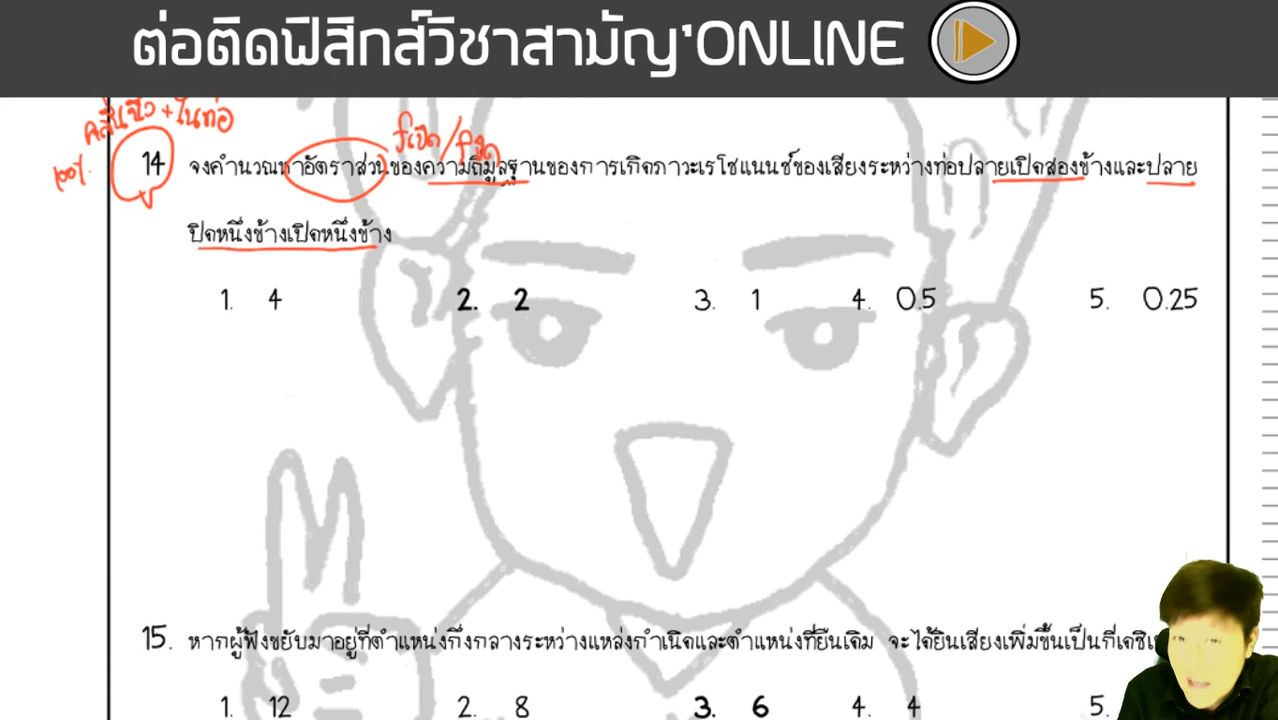 ต่อติดฟิสิกส์วิชาสามัญ'ONLINE
คลื่นนิ่ง + ในท่อ
100%
fเปิด/fปิด
14 จงคำนวณหาอัตราส่วนของความถี่มูลฐานของการเกิดภาวะเรโซแนนซ์ของเสียงระหว่างท่อปลายเปิดสองข้างและปลาย
ปิดหนึ่งข้างเปิดหนึ่งข้าง
1. 4 2. 2 3. 1 4. 0.5 5. 0.25
15. หากผู้ฟังขยับมาอยู่ที่ตำแหน่งกึ่งกลางระหว่างแหล่งกำเนิดและตำแหน่งที่ยืนเดิม จะได้ยินเสียงเพิ่มขึ้นเป็นกี่เดซิเ
1. 12 2. 8 3. 6 4. 4 5.